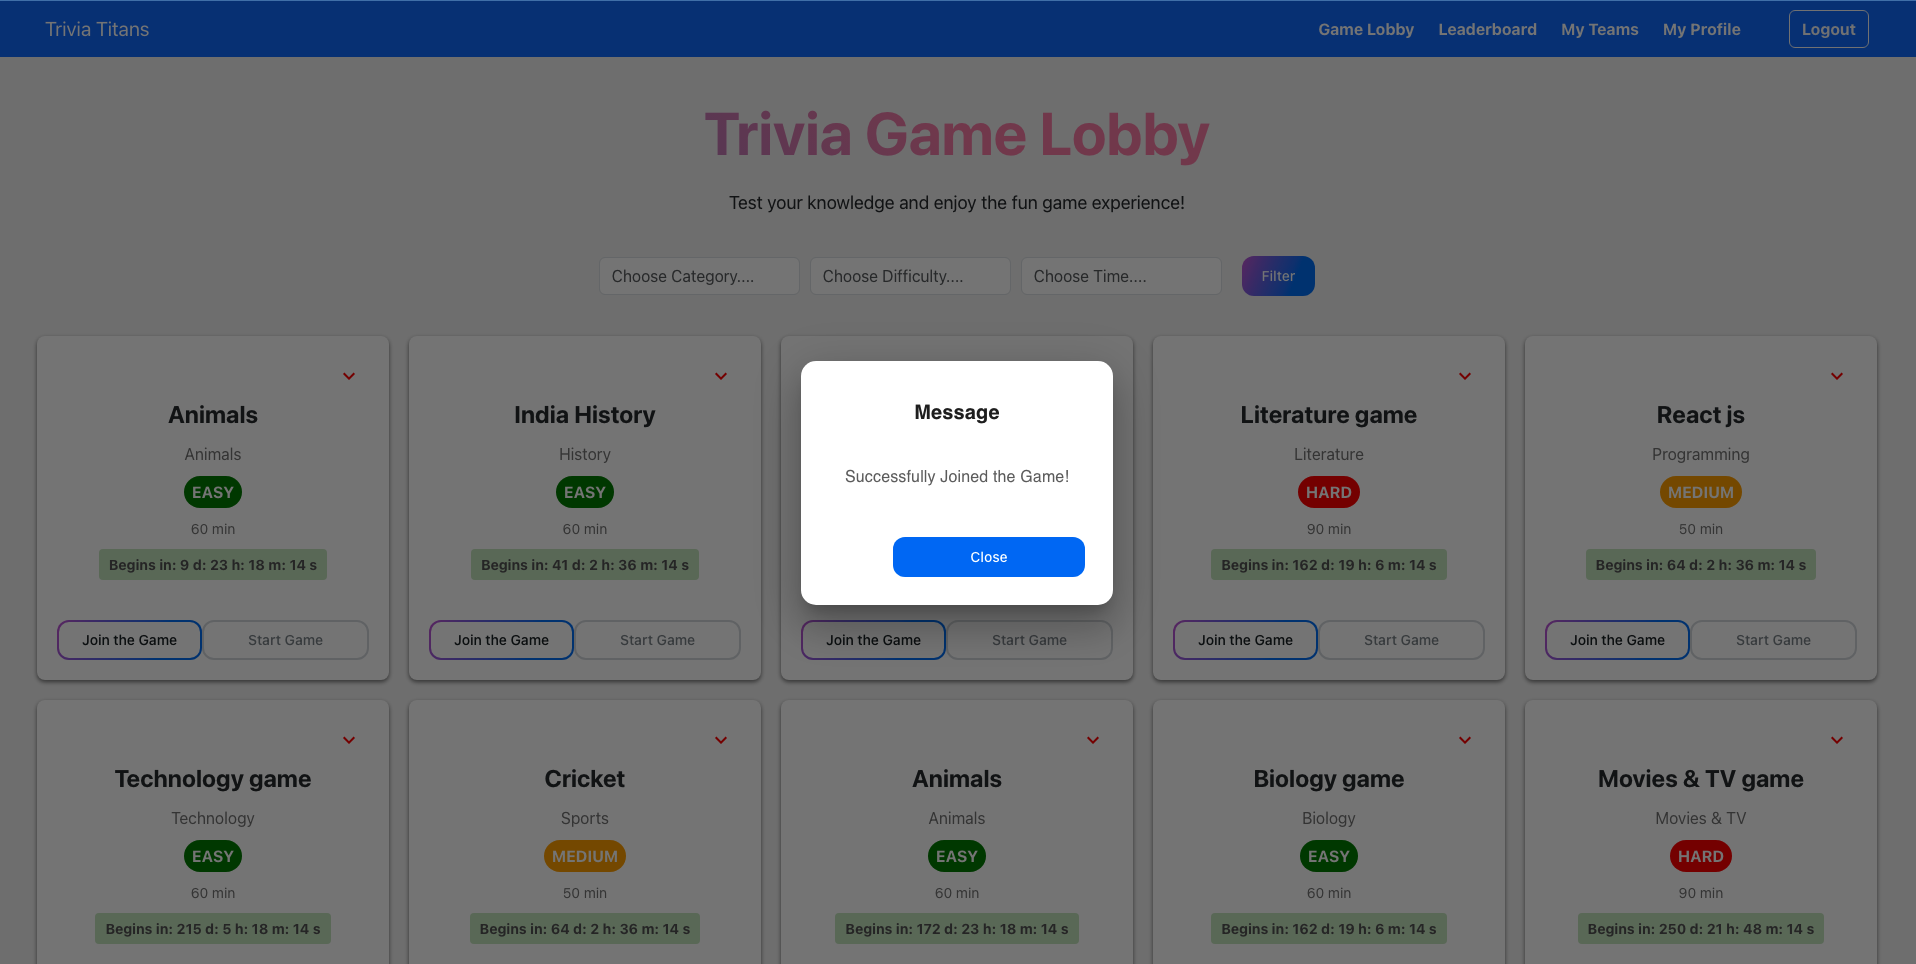 Trivia Titans
Game Lobby Leaderboard My Teams My Profile Logout
Trivia Game Lobby
Test your knowledge and enjoy the fun game experience!
Choose Category.... Choose Difficulty.... Choose Time.... Filter
Animals
Animals
EASY
60 min
Begins in: 9 d: 23 h: 18 m: 14 s
Join the Game Start Game
India History
History
EASY
60 min
Begins in: 41 d: 2 h: 36 m: 14 s
Join the Game Start Game
Message
Successfully Joined the Game!
Close
Join the Game Start Game
Literature game
Literature
HARD
90 min
Begins in: 162 d: 19 h: 6 m: 14 s
Join the Game Start Game
React js
Programming
MEDIUM
50 min
Begins in: 64 d: 2 h: 36 m: 14 s
Join the Game Start Game
Technology game
Technology
EASY
60 min
Begins in: 215 d: 5 h: 18 m: 14 s
Cricket
Sports
MEDIUM
50 min
Begins in: 64 d: 2 h: 36 m: 14 s
Animals
Animals
EASY
60 min
Begins in: 172 d: 23 h: 18 m: 14 s
Biology game
Biology
EASY
60 min
Begins in: 162 d: 19 h: 6 m: 14 s
Movies & TV game
Movies & TV
HARD
90 min
Begins in: 250 d: 21 h: 48 m: 14 s